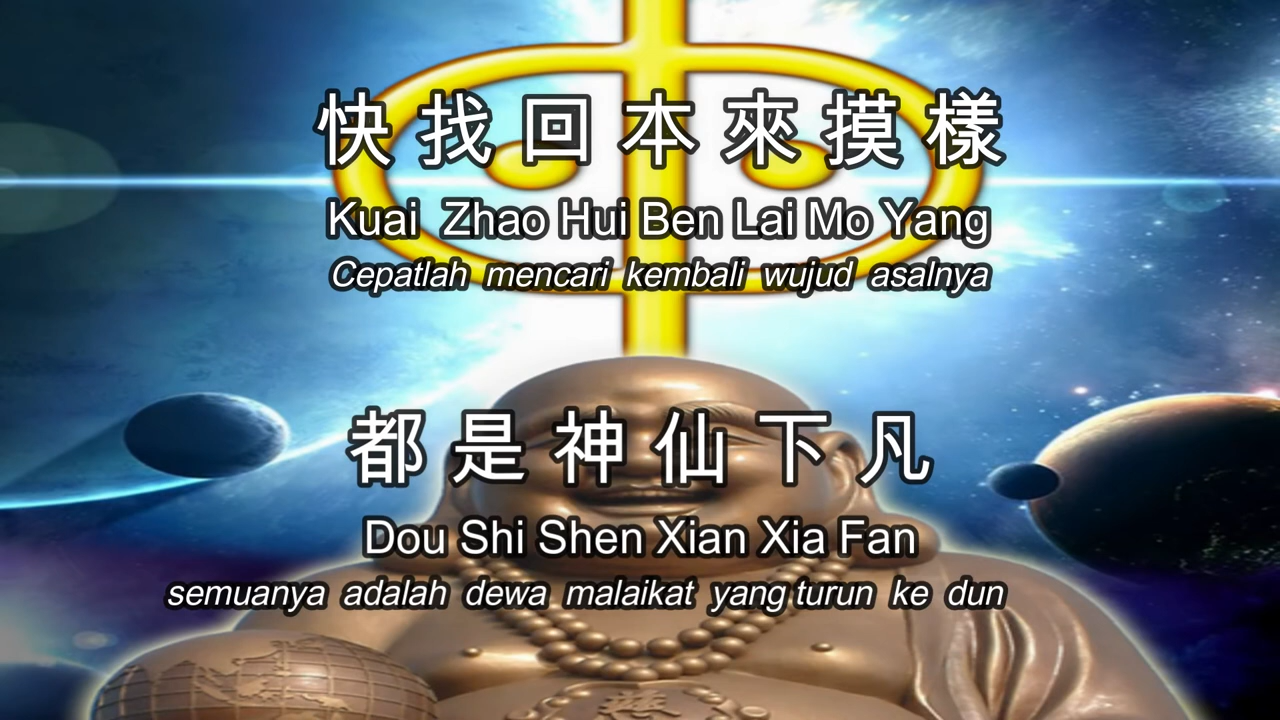 快找回本來摸樣
Kuai Zhao Hui Ben Lai Mo Yang
Cepatlah mencari kembali wujud asalnya
都是神仙下凡
Dou Shi Shen Xian Xia Fan
semuanya adalah dewa malaikat yang turun ke dun